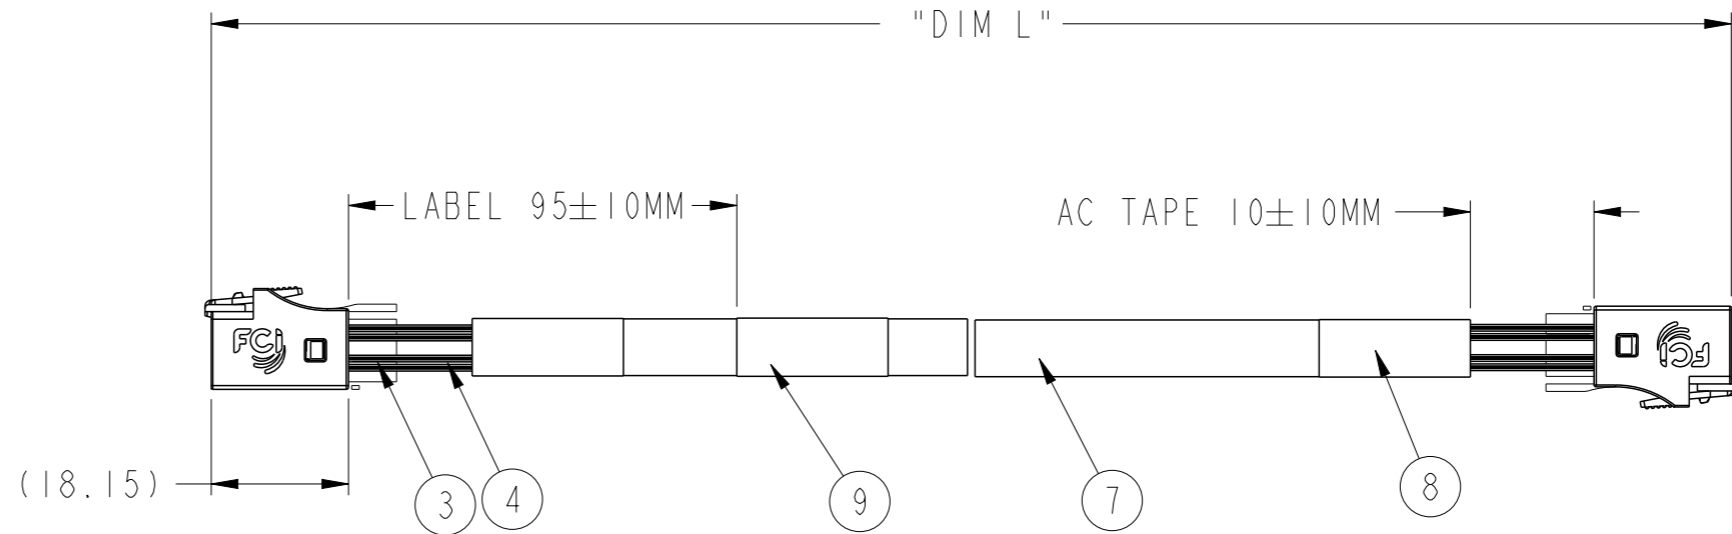 "DIM L"
LABEL 95±10MM
AC TAPE 10±10MM
FCI
FCI
(18.15)
3
4
9
7
8